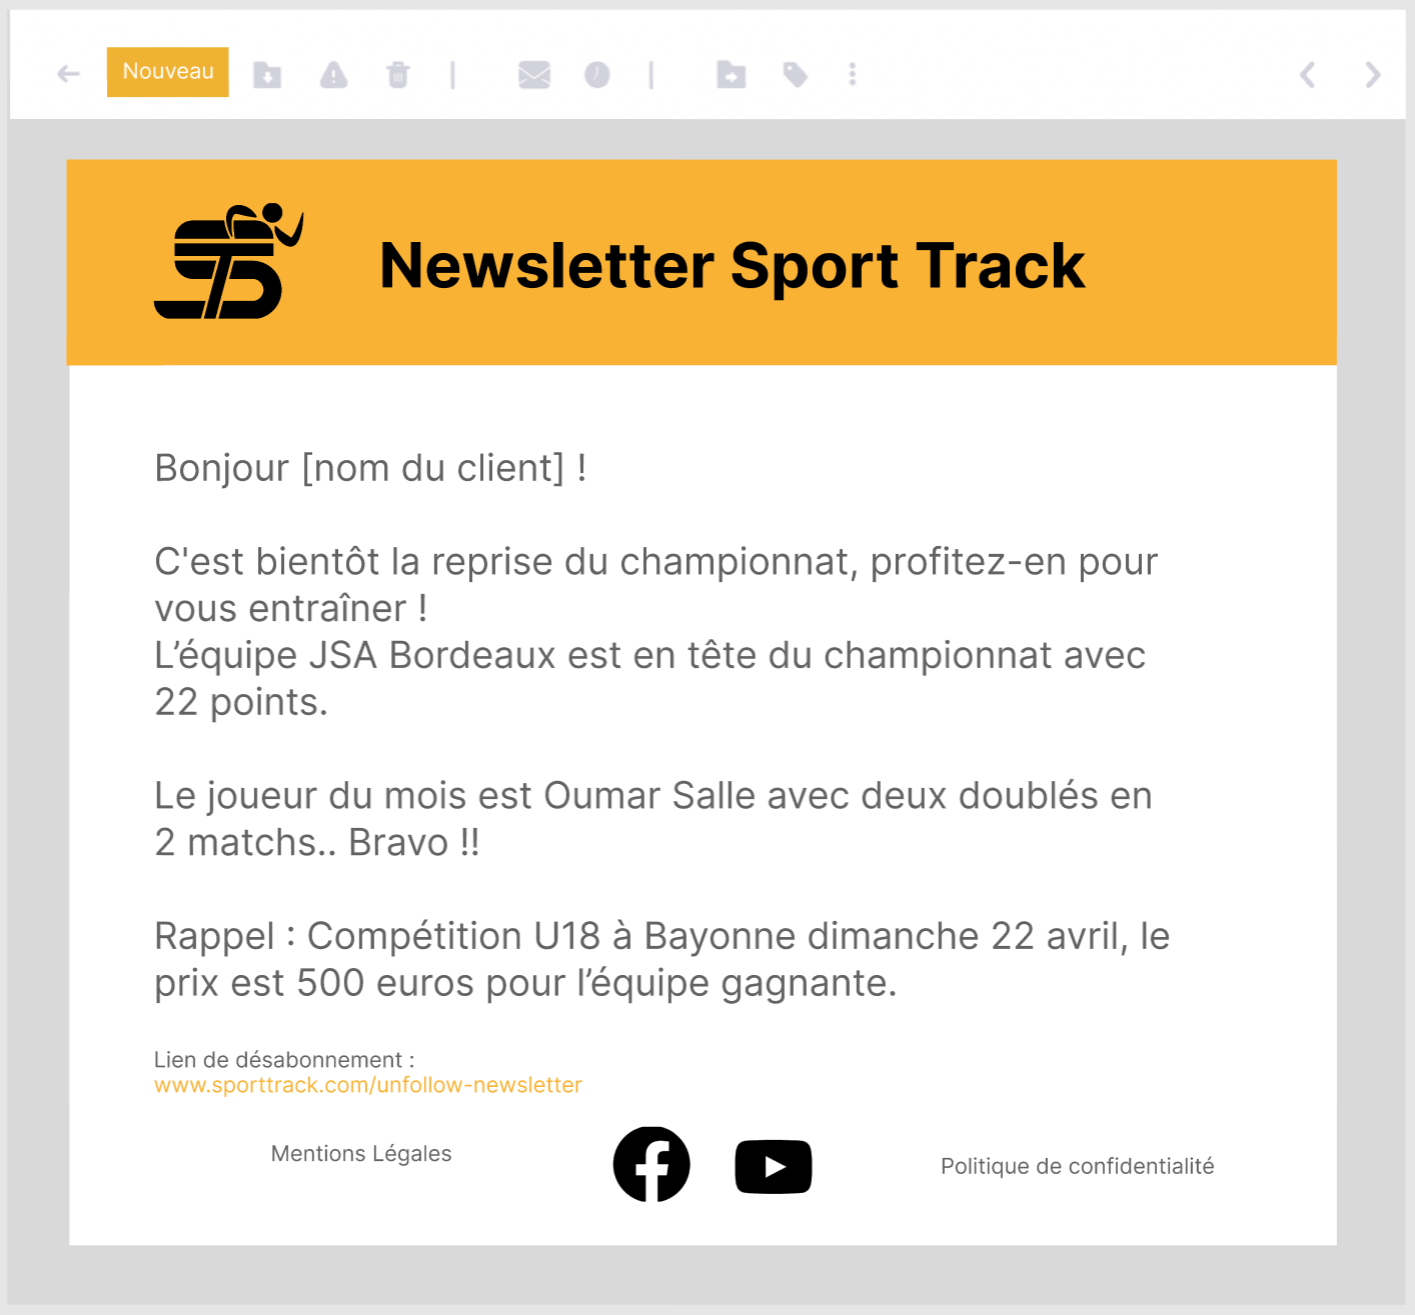 Nouveau
Newsletter Sport Track
Bonjour [nom du client] !
C'est bientôt la reprise du championnat, profitez-en pour
vous entraîner !
L’équipe JSA Bordeaux est en tête du championnat avec
22 points.
Le joueur du mois est Oumar Salle avec deux doublés en
2 matchs.. Bravo !!
Rappel : Compétition U18 à Bayonne dimanche 22 avril, le
prix est 500 euros pour l’équipe gagnante.
Lien de désabonnement :
www.sporttrack.com/unfollow-newsletter
Mentions Légales
Politique de confidentialité